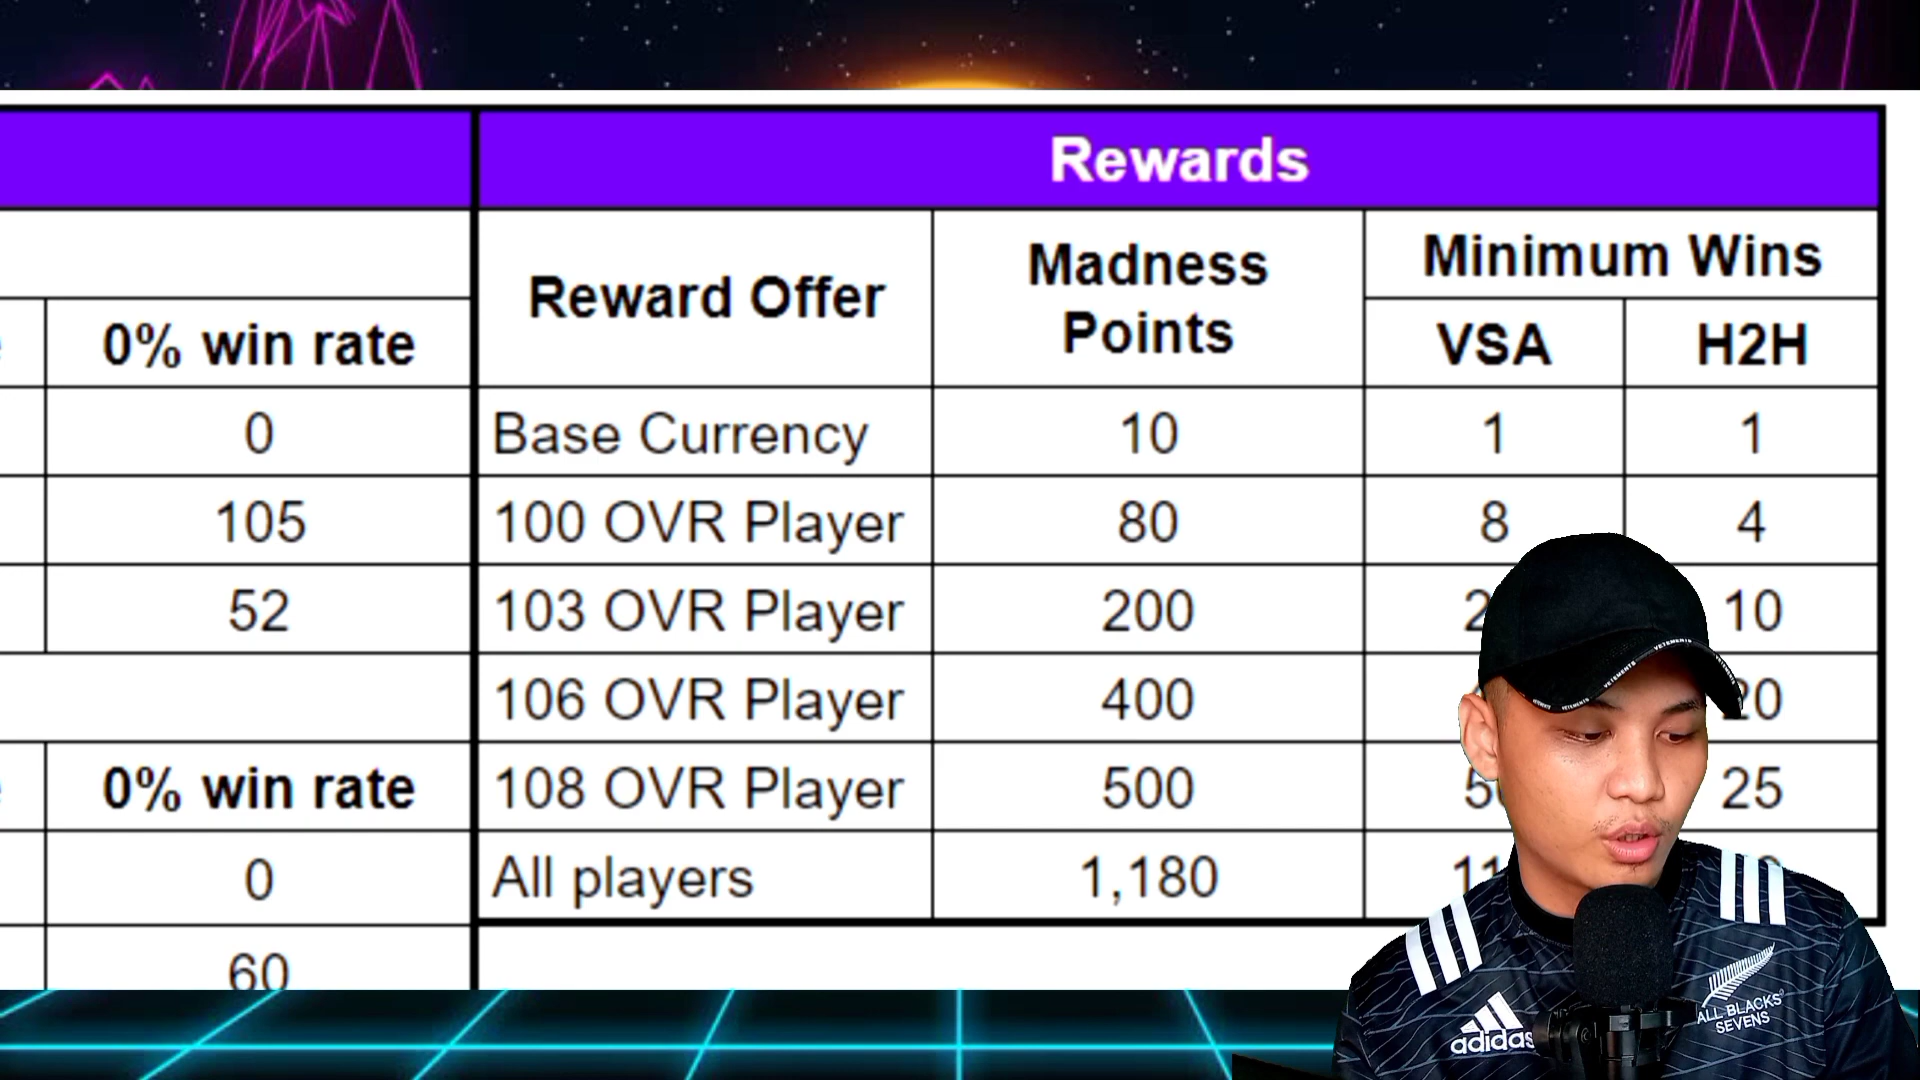 Rewards
Reward Offer
Madness
Points
Minimum Wins
VSA
H2H
0% win rate
0
Base Currency
10
1
1
105
100 OVR Player
80
8
4
52
103 OVR Player
200
10
106 OVR Player
400
0% win rate
108 OVR Player
500
25
0
All players
1,180
60
VETEMENTS
adidas
ALL BLACKS
SEVENS